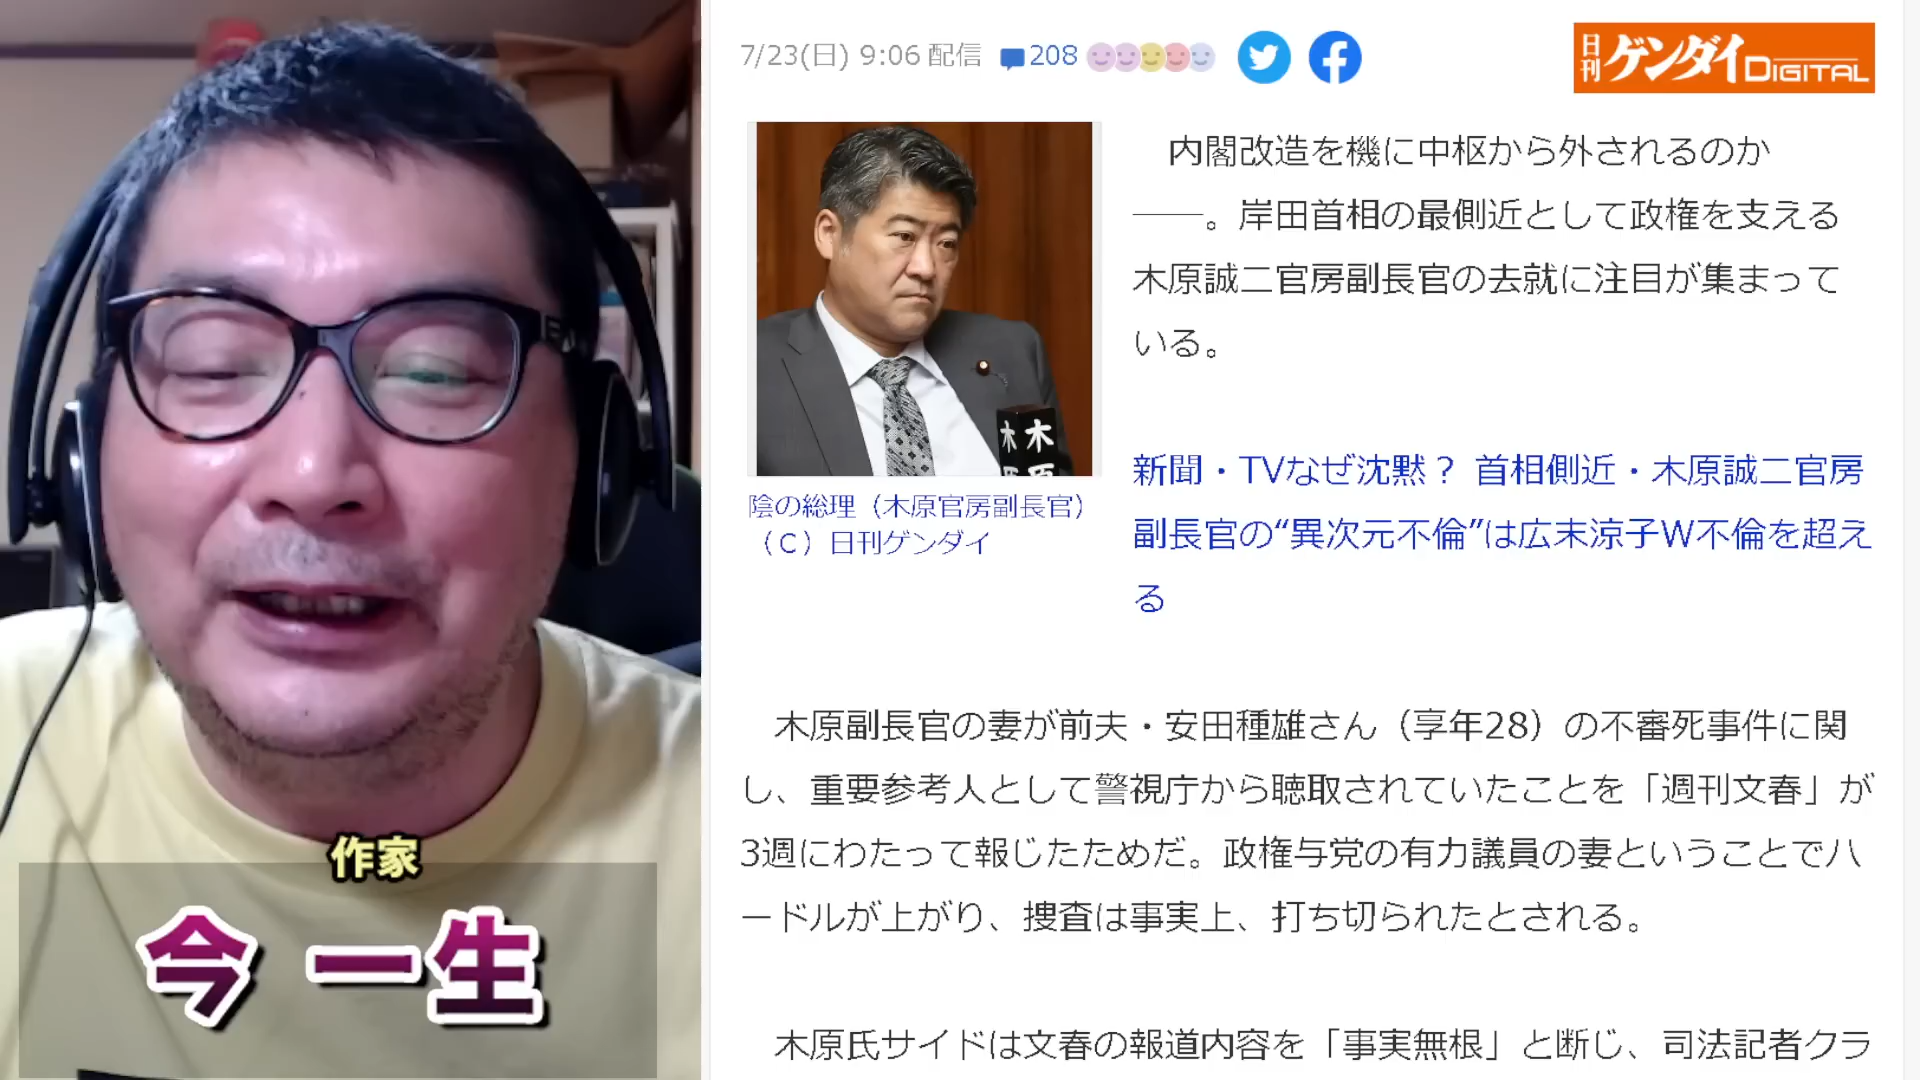 7/23(日) 9:06 配信 208
日刊ゲンダイDIGITAL
内閣改造を機に中枢から外されるのか
――。岸田首相の最側近として政権を支える
木原誠二官房副長官の去就に注目が集まって
いる。
木 木
原
陰の総理（木原官房副長官）
（C）日刊ゲンダイ
新聞・TVなぜ沈黙？ 首相側近・木原誠二官房
副長官の“異次元不倫”は広末涼子W不倫を超え
る
木原副長官の妻が前夫・安田種雄さん（享年28）の不審死事件に関
し、重要参考人として警視庁から聴取されていたことを「週刊文春」が
3週にわたって報じたためだ。政権与党の有力議員の妻ということでハ
ードルが上がり、捜査は事実上、打ち切られたとされる。
木原氏サイドは文春の報道内容を「事実無根」と断じ、司法記者クラ
作家
今 一生